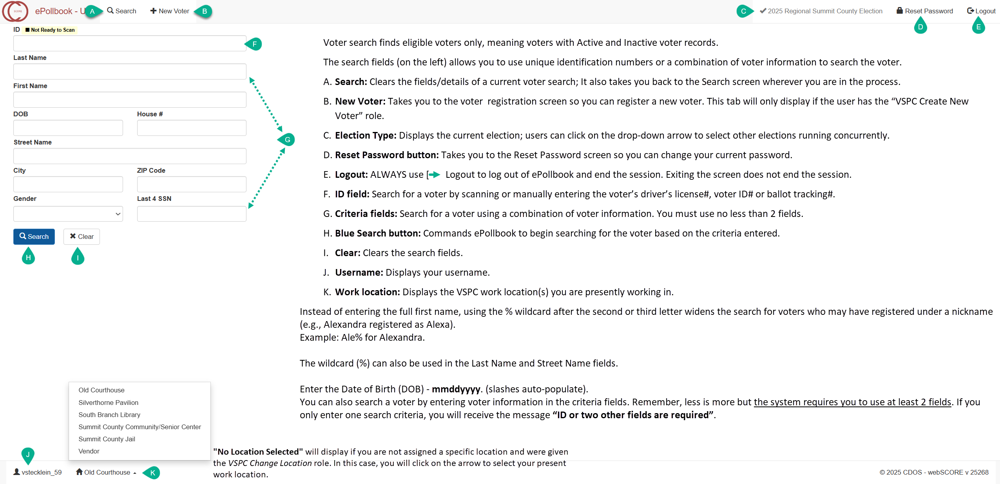 SCORE
ePollbook - U
A
Search
New Voter
B
C
2025 Regional Summit County Election
Reset Password
Logout
D
E
ID
Not Ready to Scan
F
Last Name
First Name
DOB
House #
G
Street Name
City
ZIP Code
Gender
Last 4 SSN
Search
Clear
H
I
Voter search finds eligible voters only, meaning voters with Active and Inactive voter records.
The search fields (on the left) allows you to use unique identification numbers or a combination of voter information to search the voter.
A. Search: Clears the fields/details of a current voter search; It also takes you back to the Search screen wherever you are in the process.
B. New Voter: Takes you to the voter registration screen so you can register a new voter. This tab will only display if the user has the “VSPC Create New
Voter” role.
C. Election Type: Displays the current election; users can click on the drop-down arrow to select other elections running concurrently.
D. Reset Password button: Takes you to the Reset Password screen so you can change your current password.
E. Logout: ALWAYS use [ Logout to log out of ePollbook and end the session. Exiting the screen does not end the session.
F. ID field: Search for a voter by scanning or manually entering the voter’s driver’s license#, voter ID# or ballot tracking#.
G. Criteria fields: Search for a voter using a combination of voter information. You must use no less than 2 fields.
H. Blue Search button: Commands ePollbook to begin searching for the voter based on the criteria entered.
I. Clear: Clears the search fields.
J. Username: Displays your username.
K. Work location: Displays the VSPC work location(s) you are presently working in.
Instead of entering the full first name, using the % wildcard after the second or third letter widens the search for voters who may have registered under a nickname
(e.g., Alexandra registered as Alexa).
Example: Ale% for Alexandra.
The wildcard (%) can also be used in the Last Name and Street Name fields.
Enter the Date of Birth (DOB) - mmddyyyy. (slashes auto-populate).
You can also search a voter by entering voter information in the criteria fields. Remember, less is more but the system requires you to use at least 2 fields. If you
only enter one search criteria, you will receive the message “ID or two other fields are required”.
Old Courthouse
Silverthorne Pavilion
South Branch Library
Summit County Community/Senior Center
Summit County Jail
Vendor
"No Location Selected" will display if you are not assigned a specific location and were given
the VSPC Change Location role. In this case, you will click on the arrow to select your present
work location.
J
vstecklein_59
Old Courthouse
K
© 2025 CDOS - webSCORE v 25268